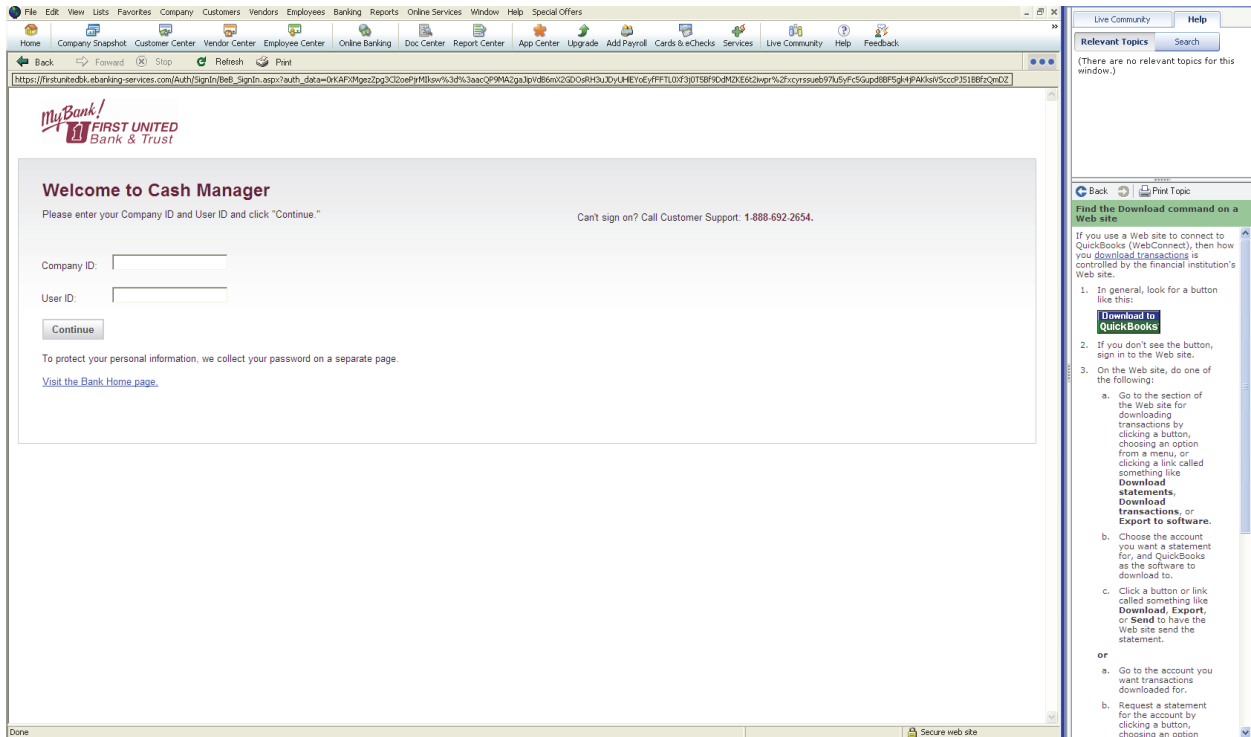 File Edit View Lists Favorites Company Customers Vendors Employees Banking Reports Online Services Window Help Special Offers
Home Company Snapshot Customer Center Vendor Center Employee Center Online Banking Doc Center Report Center App Center Upgrade Add Payroll Cards & eChecks Services Live Community Help Feedback
Back Forward Stop Refresh Print
MyBank!
FIRST UNITED
Bank & Trust
Welcome to Cash Manager
Please enter your Company ID and User ID and click "Continue."
Can't sign on? Call Customer Support: 1-888-692-2654.
Company ID:
User ID:
Continue
To protect your personal information, we collect your password on a separate page.
Visit the Bank Home page.
Done
Secure web site
Live Community Help
Relevant Topics Search
(There are no relevant topics for this
window.)
Back Print Topic
Find the Download command on a
Web site
If you use a Web site to connect to
QuickBooks (WebConnect), then how
you download transactions is
controlled by the financial institution's
Web site.
1. In general, look for a button
like this:
Download to
QuickBooks
2. If you don't see the button,
sign in to the Web site.
3. On the Web site, do one of
the following:
a. Go to the section of
the Web site for
downloading
transactions by
clicking a button,
choosing an option
from a menu, or
clicking a link called
something like
Download
statements,
Download
transactions, or
Export to software.
b. Choose the account
you want a statement
for, and QuickBooks
as the software to
download to.
c. Click a button or link
called something like
Download, Export,
or Send to have the
Web site send the
statement.
or
a. Go to the account you
want transactions
downloaded for.
b. Request a statement
for the account by
clicking a button,
choosing an option